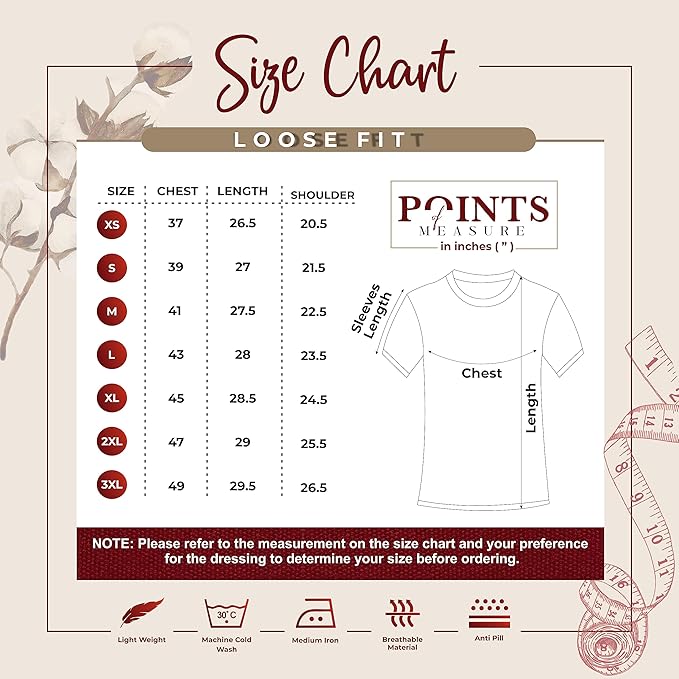 Size Chart
LOOSE FIT
SIZE CHEST LENGTH SHOULDER
XS 37 26.5 20.5
S 39 27 21.5
M 41 27.5 22.5
L 43 28 23.5
XL 45 28.5 24.5
2XL 47 29 25.5
3XL 49 29.5 26.5
POINTS
of
MEASURE
in inches ( ” )
Sleeves
Length
Chest
Length
NOTE: Please refer to the measurement on the size chart and your preference
for the dressing to determine your size before ordering.
Light Weight
30°C
Machine Cold
Wash
Medium Iron
Breathable
Material
Anti Pill